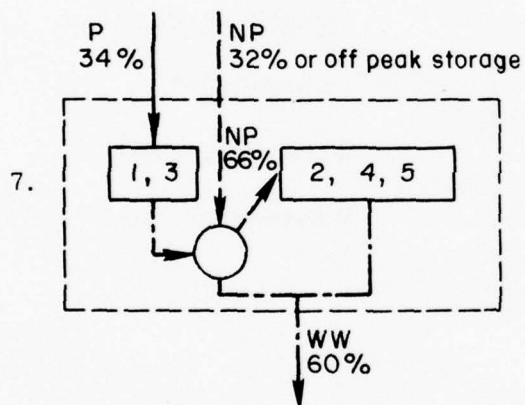 P
34%
NP
32% or off peak storage
7.
1, 3
NP
66%
2, 4, 5
WW
60%